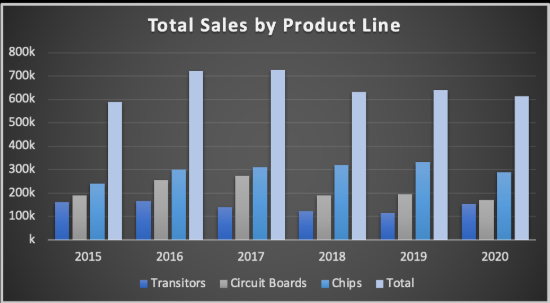 Total Sales by Product Line
800k
700k
600k
500k
400k
300k
200k
100k
k
2015 2016 2017 2018 2019 2020
Transitors Circuit Boards Chips Total